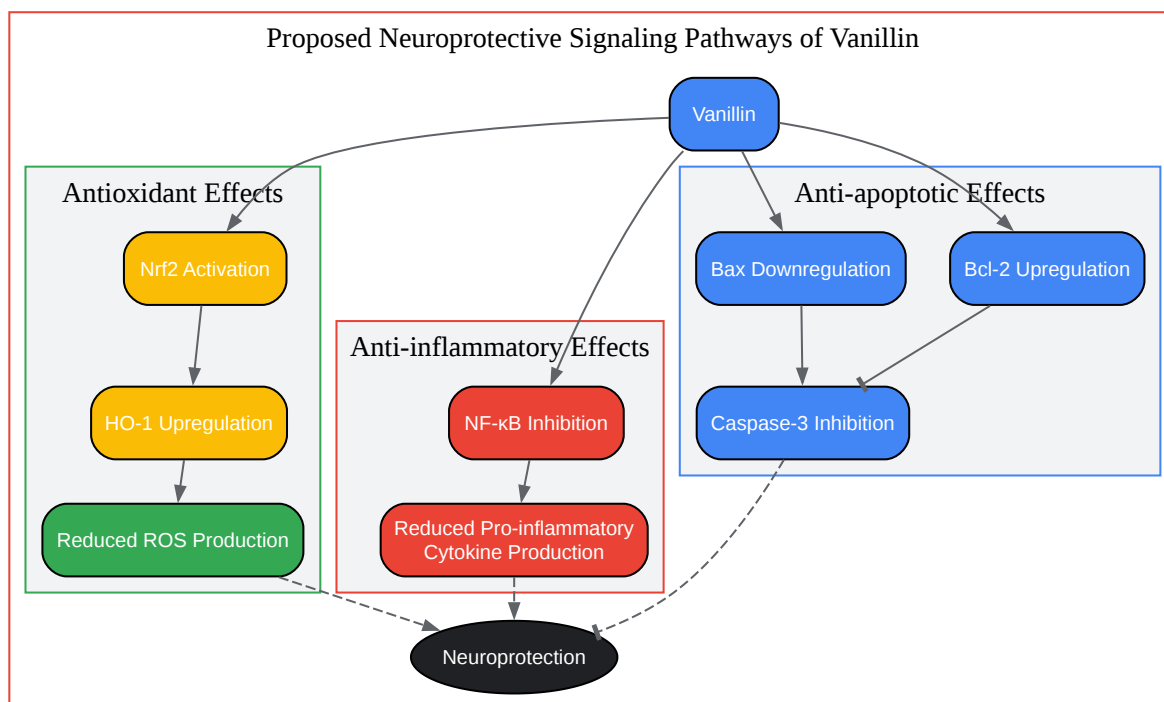 Proposed Neuroprotective Signaling Pathways of Vanillin
Vanillin
Antioxidant Effects
Anti-apoptotic Effects
Nrf2 Activation
Bax Downregulation
Bcl-2 Upregulation
Anti-inflammatory Effects
HO-1 Upregulation
NF-κB Inhibition
Caspase-3 Inhibition
Reduced ROS Production
Reduced Pro-inflammatory
Cytokine Production
Neuroprotection